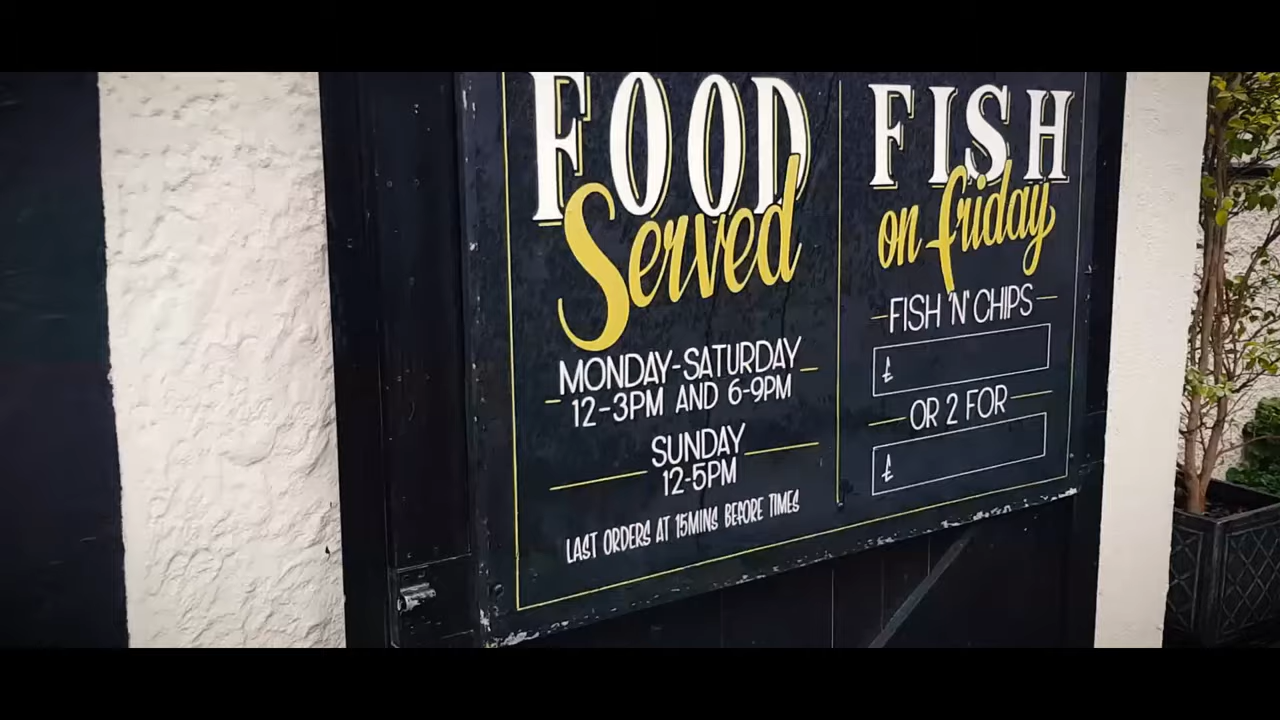 FOOD
Served
MONDAY-SATURDAY
12-3PM AND 6-9PM
SUNDAY
12-5PM
LAST ORDERS AT 15MINS BEFORE TIMES
FISH
on friday
FISH 'N' CHIPS
£
OR 2 FOR
£